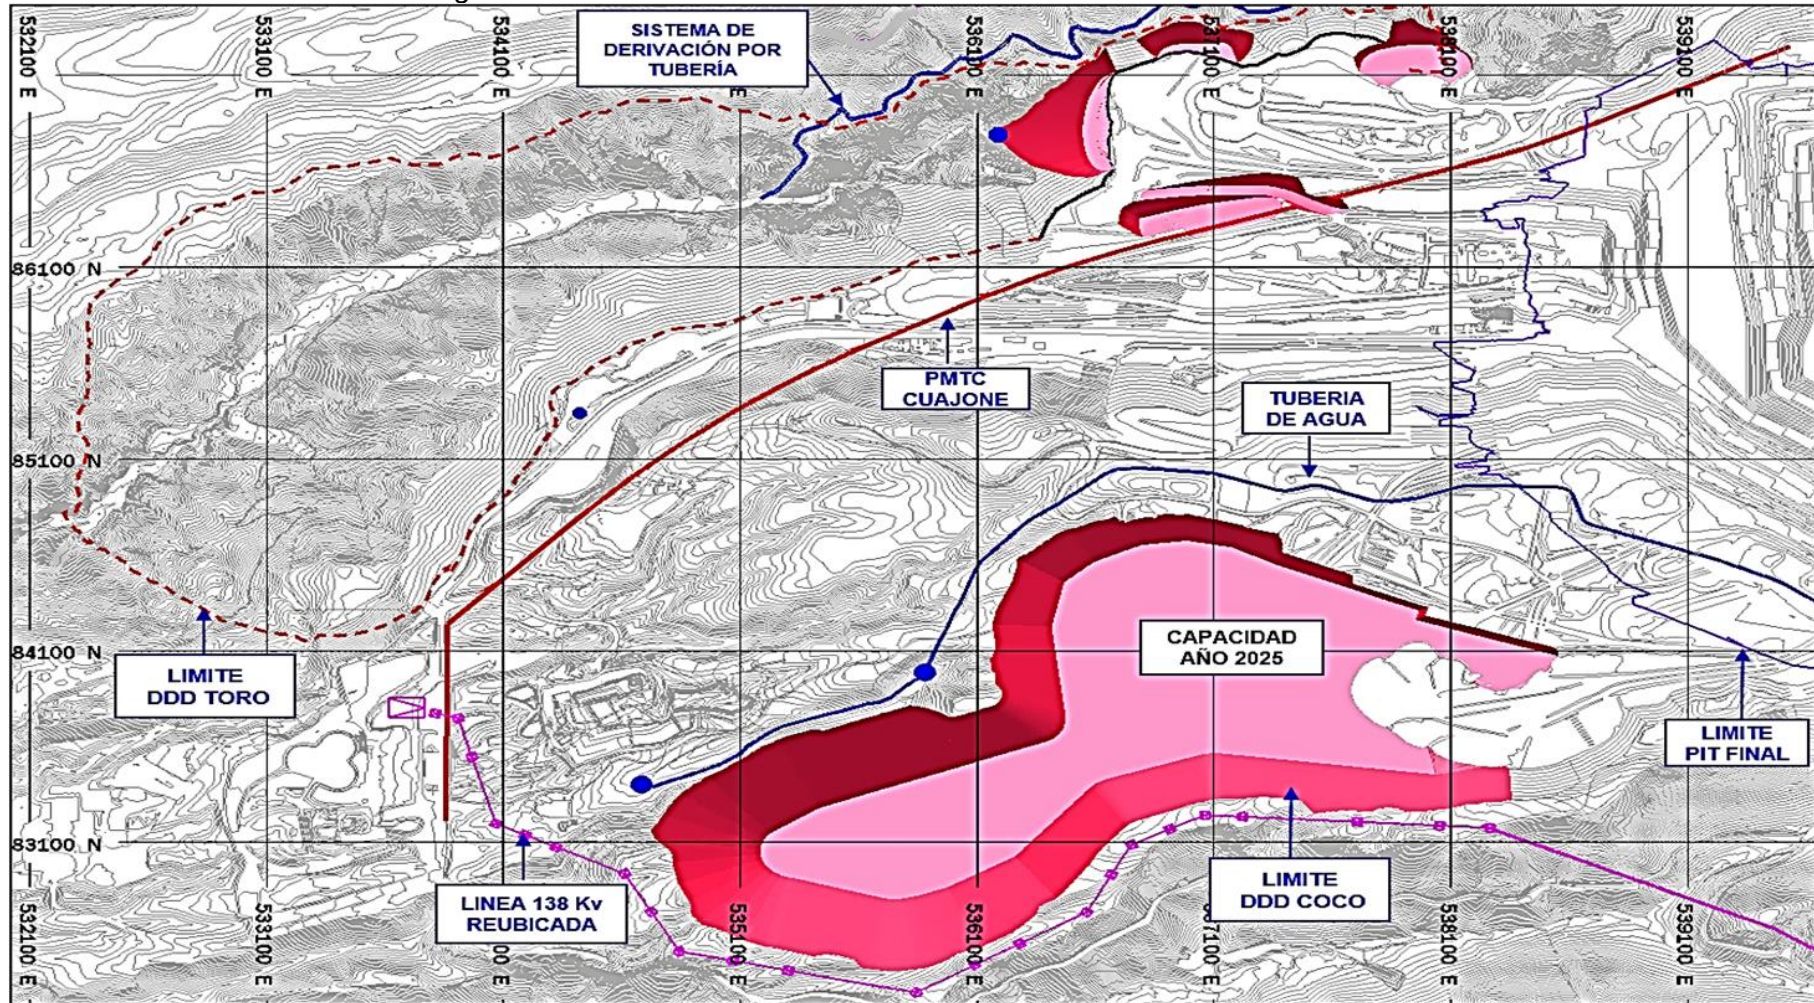 532100 E
533100 E
534100 E
E
536100 E
537100 E
538100 E
539100 E
SISTEMA DE
DERIVACIÓN POR
TUBERÍA
86100 N
PMTC
CUAJONE
TUBERIA
DE AGUA
85100 N
CAPACIDAD
AÑO 2025
84100 N
LIMITE
DDD TORO
LIMITE
PIT FINAL
83100 N
LINEA 138 Kv
REUBICADA
LIMITE
DDD COCO
532100 E
533100 E
E
535100 E
536100 E
537100 E
538100 E
539100 E